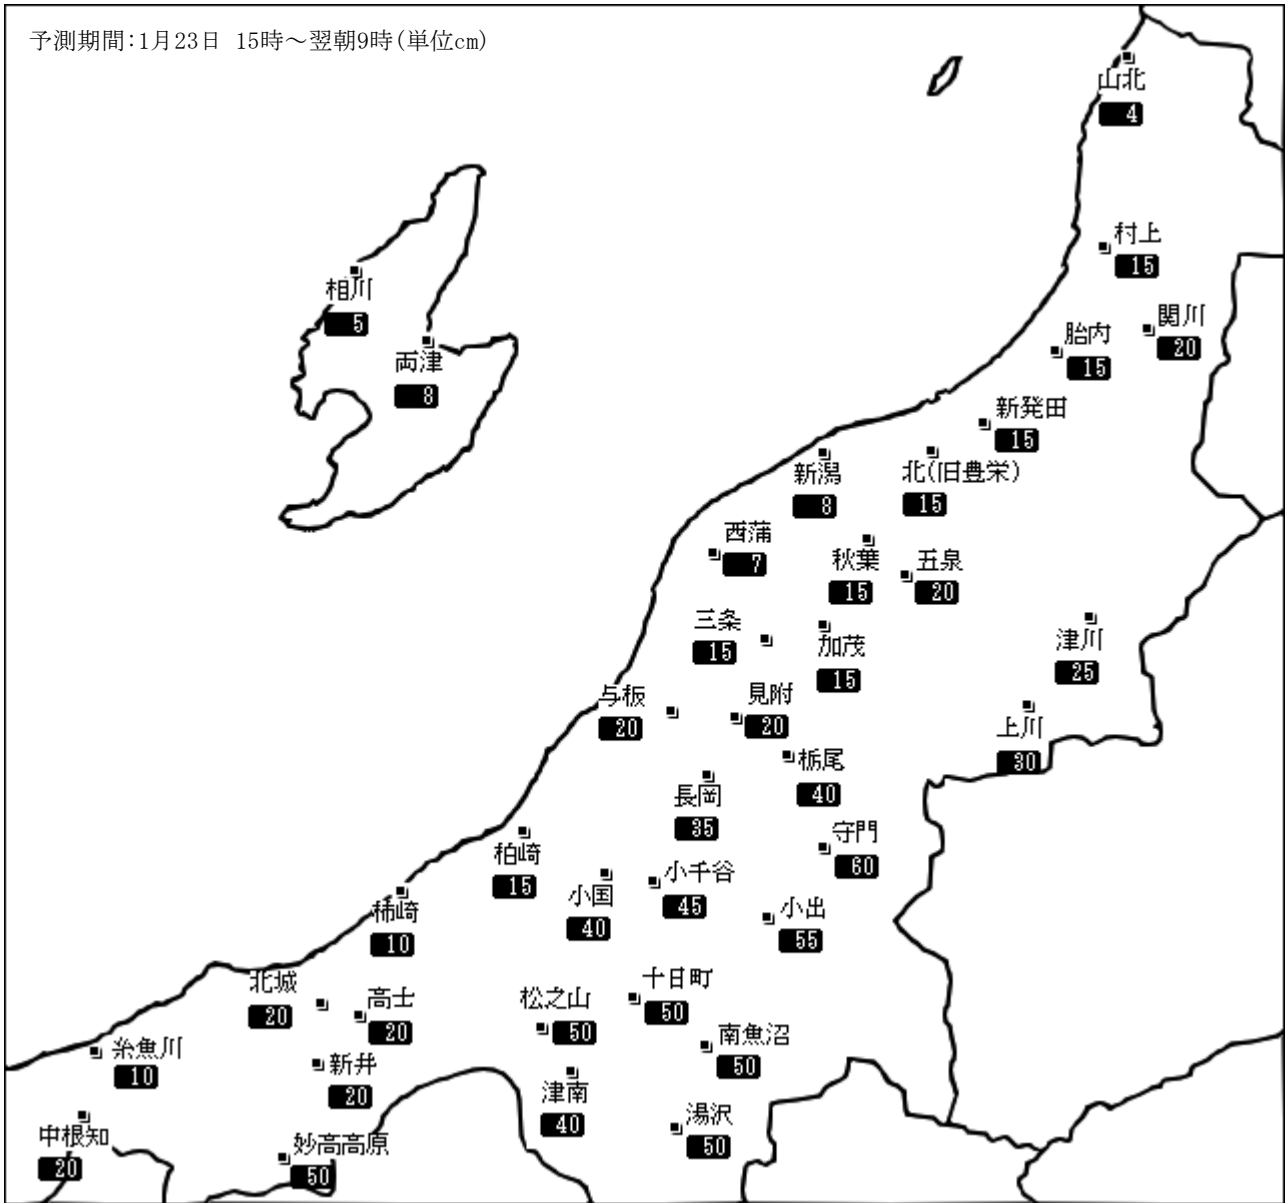 予測期間:1月23日 15時～翌朝9時(単位cm)
山北
4
村上
15
相川
5
関川
20
胎内
15
両津
8
新発田
15
新潟
8
北(旧豊栄)
15
西蒲
7
秋葉
15
五泉
20
三条
15
加茂
15
津川
25
与板
20
見附
20
上川
30
栃尾
40
長岡
35
守門
60
柏崎
15
小国
40
小千谷
45
小出
55
柿崎
10
北城
20
高士
20
松之山
50
十日町
50
南魚沼
50
糸魚川
10
新井
20
津南
40
湯沢
50
中根知
20
妙高高原
50